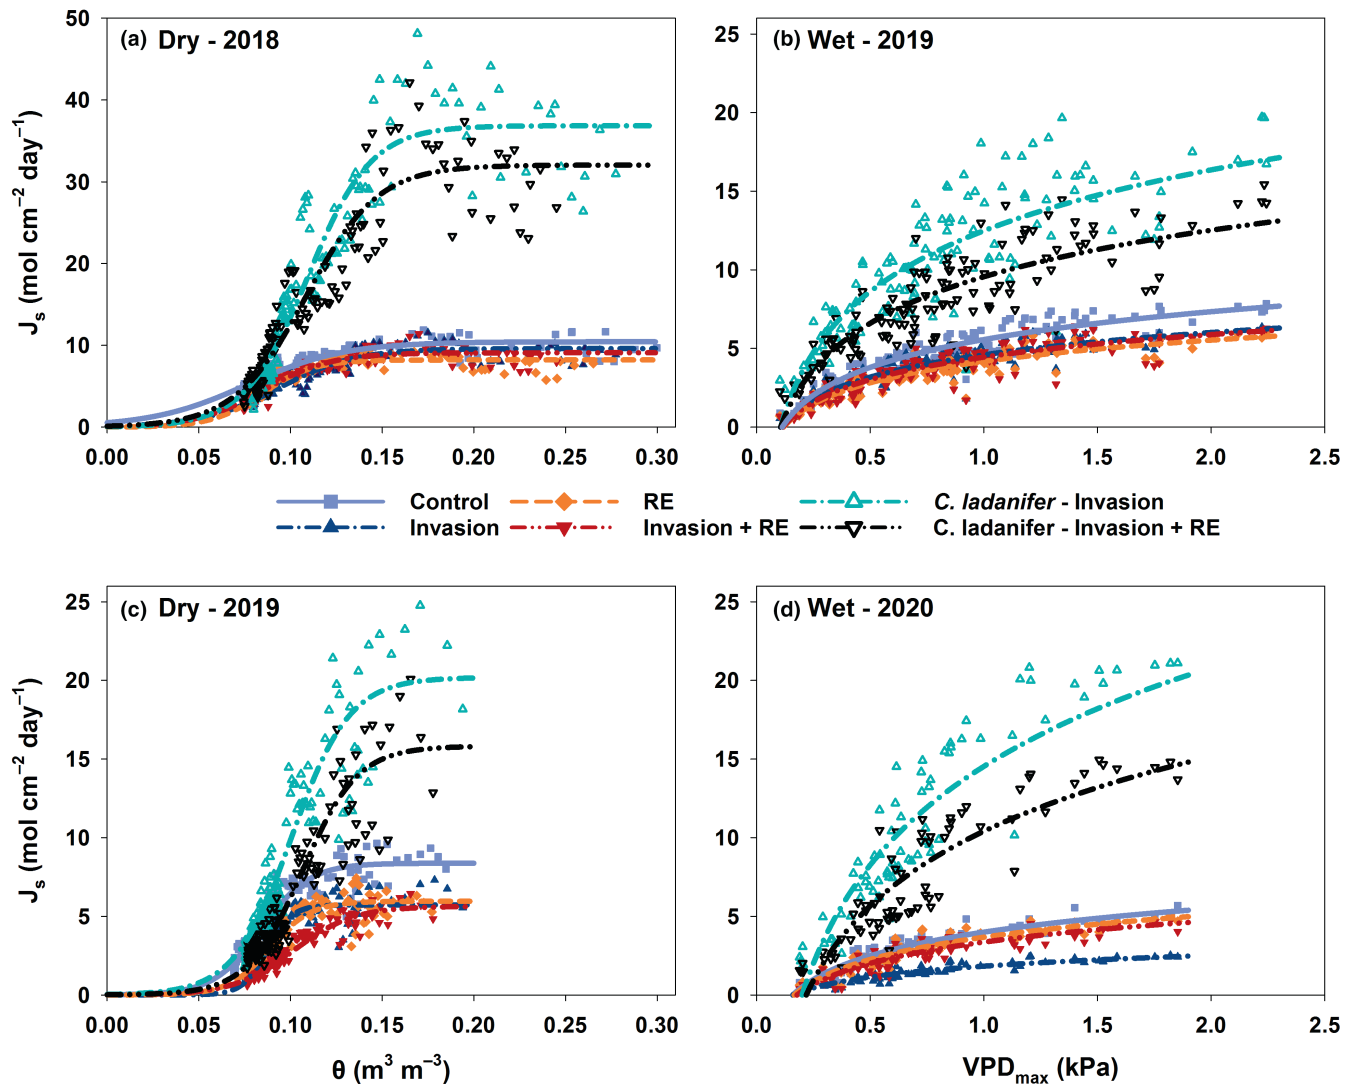 (a) Dry - 2018
(b) Wet - 2019
50
40
30
20
10
0
Js (mol cm−2 day−1)
0.00 0.05 0.10 0.15 0.20 0.25 0.30
25
20
15
10
5
0
0.0 0.5 1.0 1.5 2.0 2.5
Control
RE
C. ladanifer - Invasion
Invasion
Invasion + RE
C. ladanifer - Invasion + RE
(c) Dry - 2019
(d) Wet - 2020
25
20
15
10
5
0
Js (mol cm−2 day−1)
0.00 0.05 0.10 0.15 0.20 0.25 0.30
θ (m3 m−3)
25
20
15
10
5
0
0.0 0.5 1.0 1.5 2.0 2.5
VPDmax (kPa)